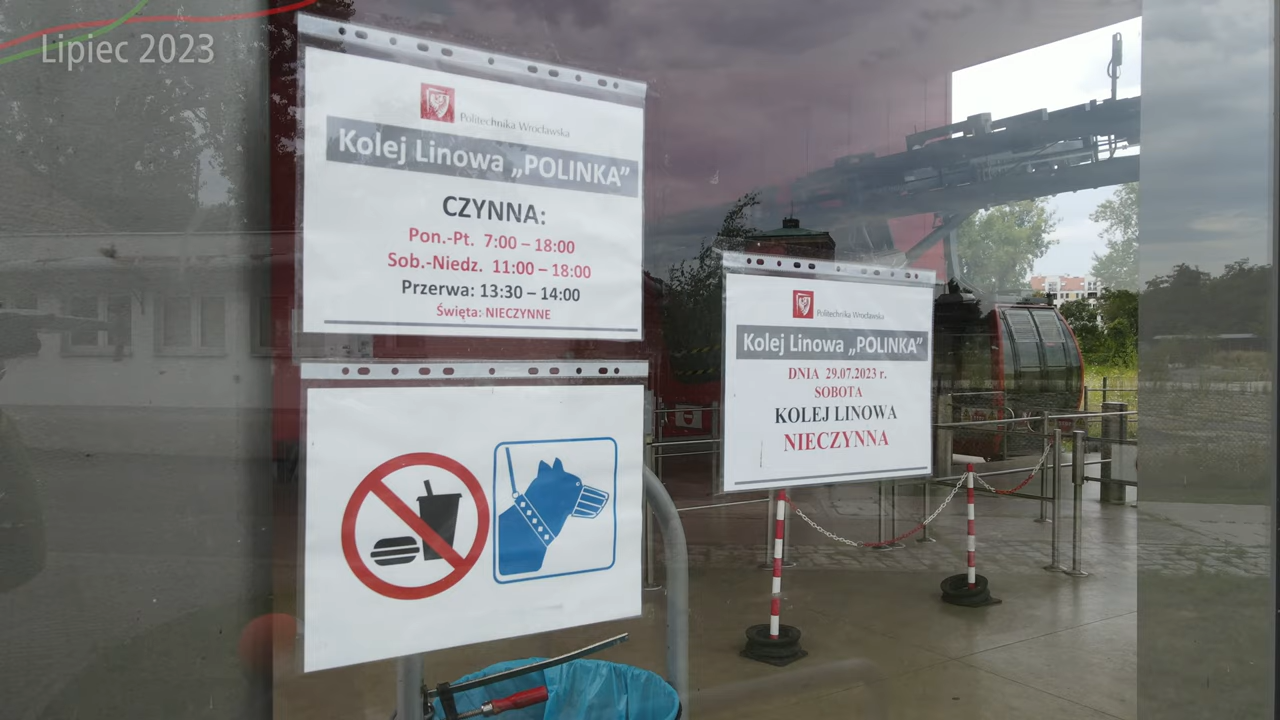 Lipiec 2023
Politechnika Wrocławska
Kolej Linowa „POLINKA”
CZYNNA:
Pon.-Pt. 7:00 – 18:00
Sob.-Niedz. 11:00 – 18:00
Przerwa: 13:30 – 14:00
Święta: NIECZYNNE
Politechnika Wrocławska
Kolej Linowa „POLINKA”
DNIA 29.07.2023 r.
SOBOTA
KOLEJ LINOWA
NIECZYNNA